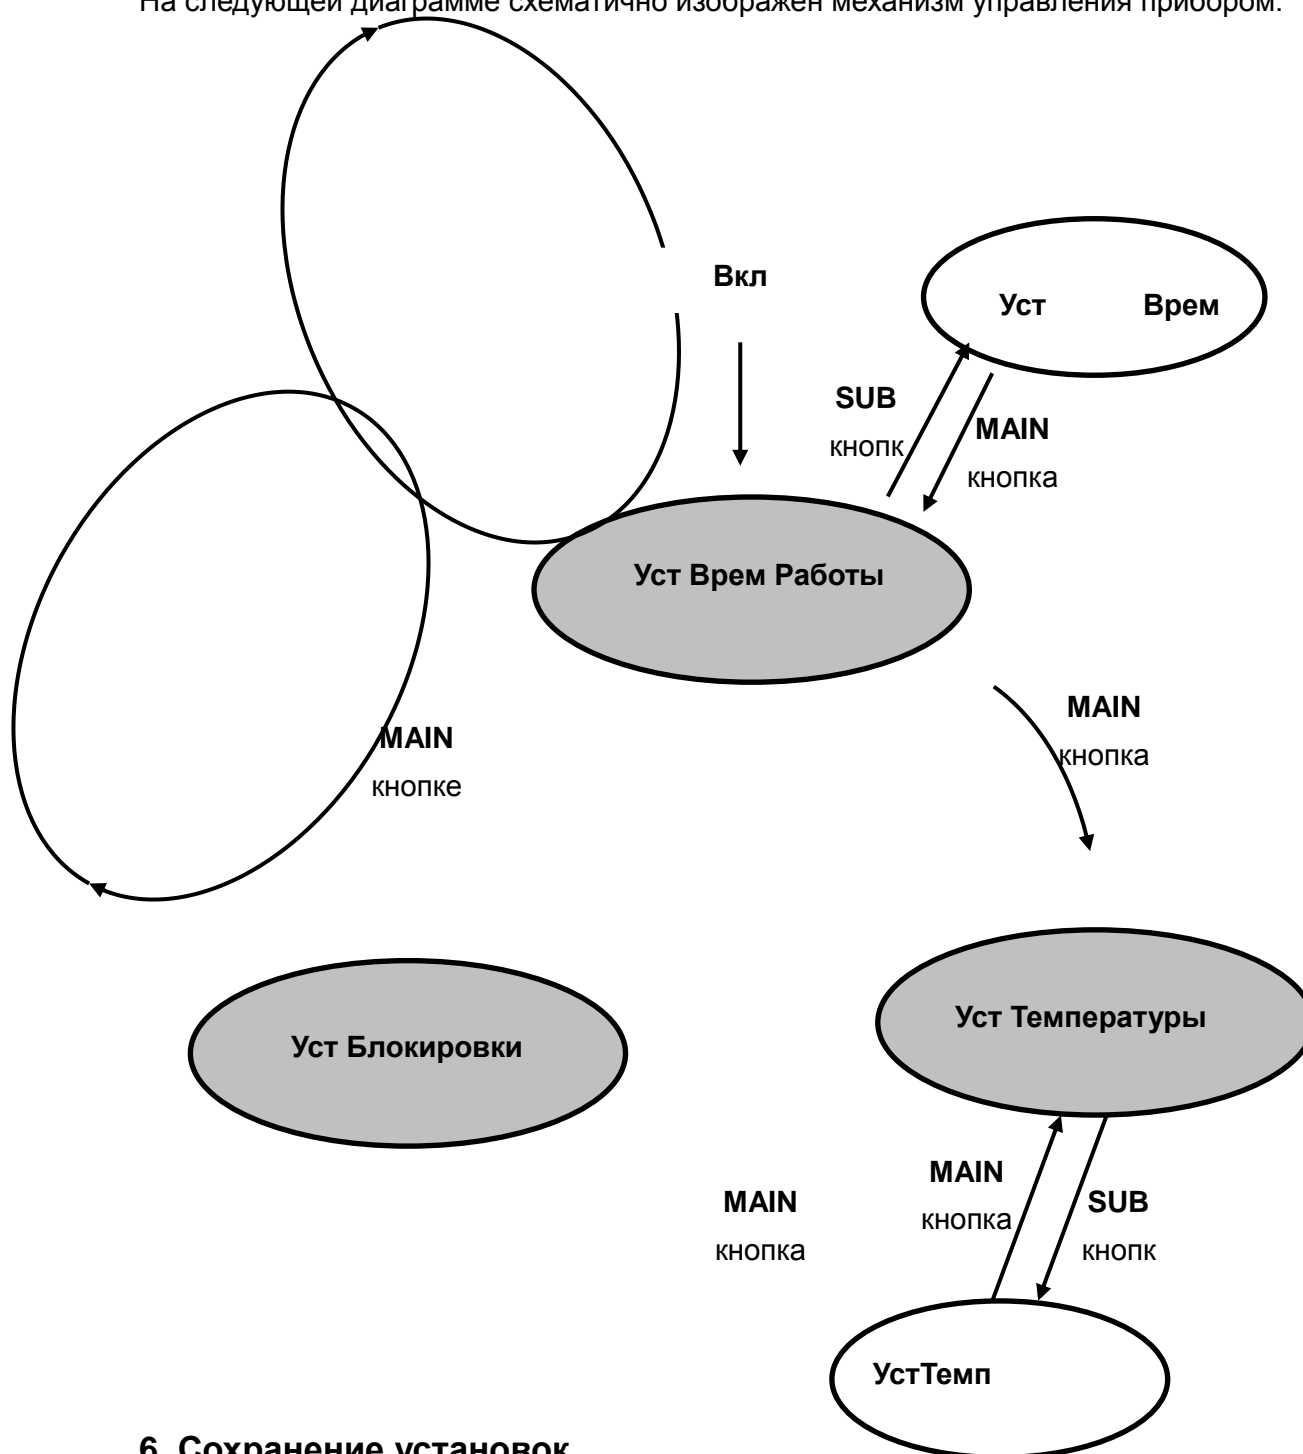 На следующей диаграмме схематично изображен механизм управления прибором.
Вкл
Уст Врем
SUB
кнопк
MAIN
кнопка
Уст Врем Работы
MAIN
кнопка
MAIN
кнопке
Уст Температуры
Уст Блокировки
MAIN
кнопка
MAIN
кнопка
SUB
кнопк
УстТемп
6. Сохранение установок